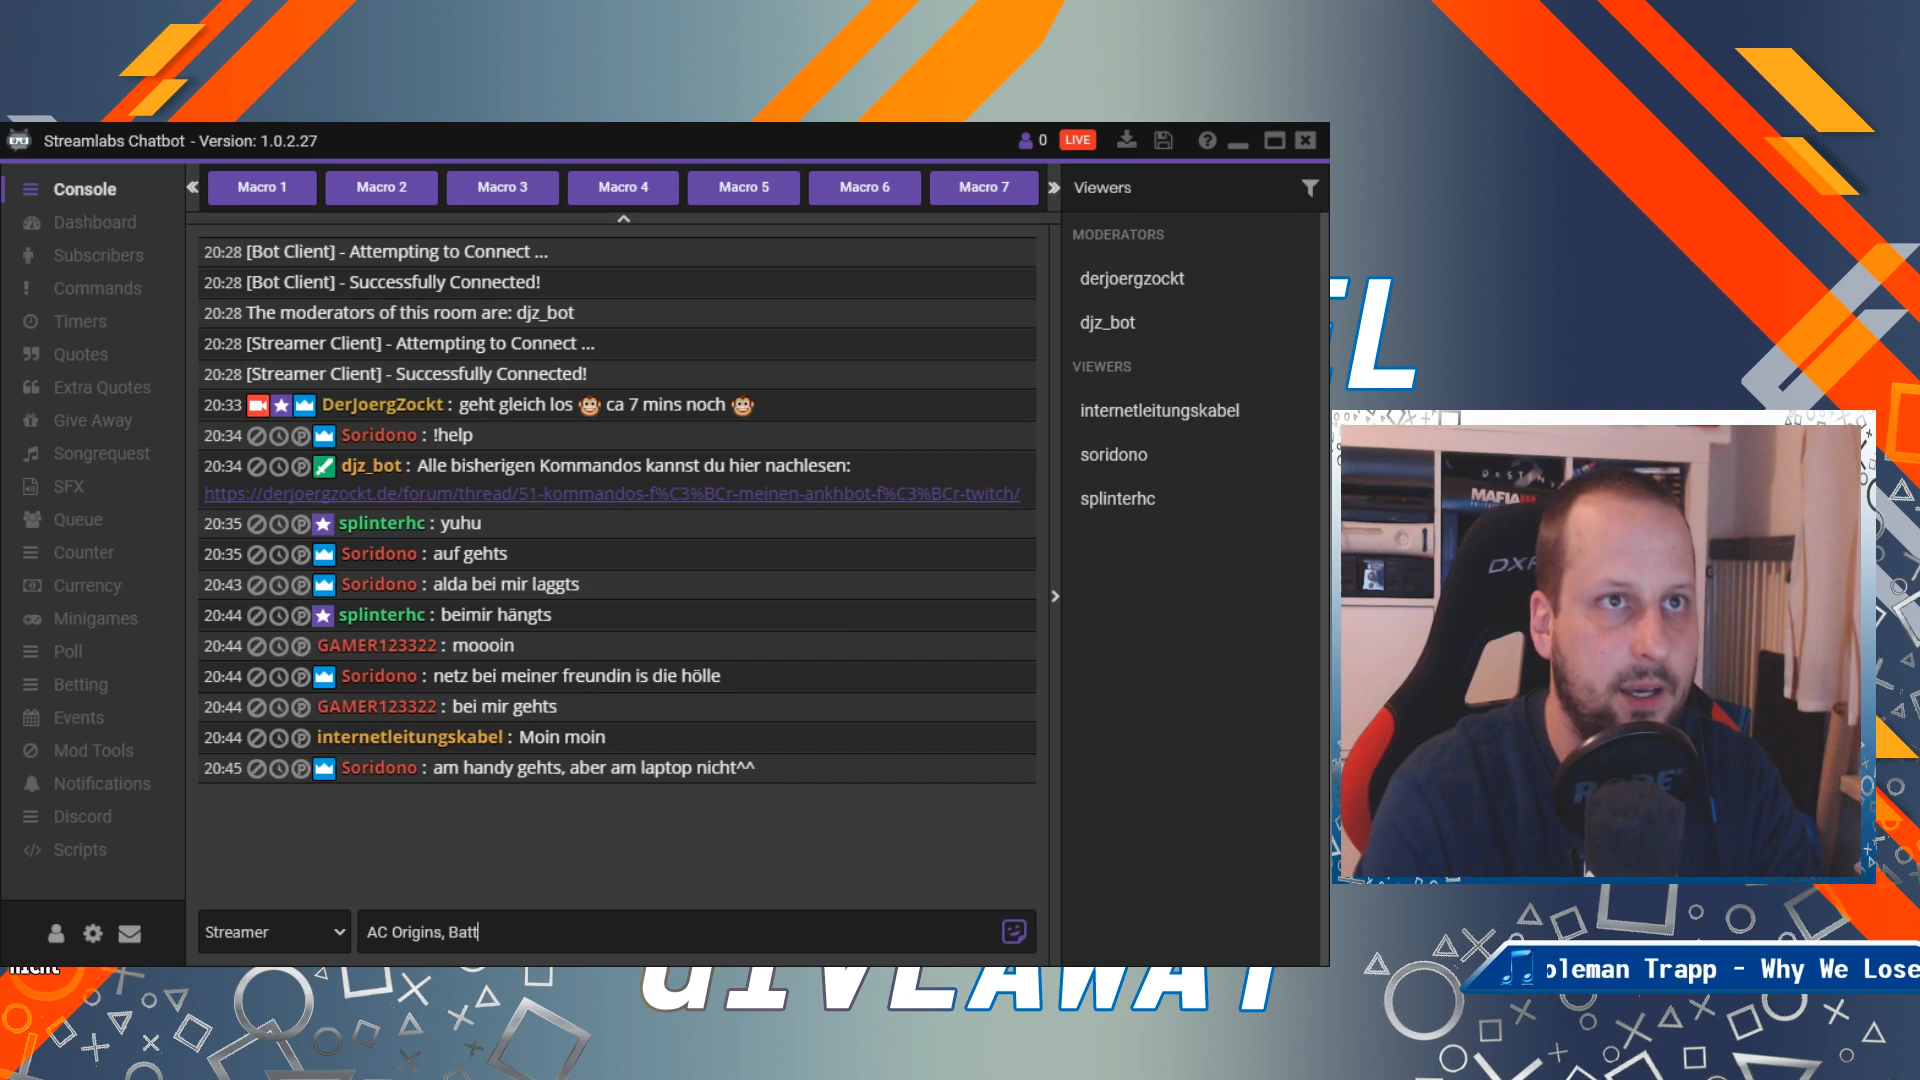 Streamlabs Chatbot - Version: 1.0.2.27
0
LIVE
Console
Dashboard
Subscribers
Commands
Timers
Quotes
Extra Quotes
Give Away
Songrequest
SFX
Queue
Counter
Currency
Minigames
Poll
Betting
Events
Mod Tools
Notifications
Discord
Scripts
Macro 1
Macro 2
Macro 3
Macro 4
Macro 5
Macro 6
Macro 7
20:28 [Bot Client] - Attempting to Connect ...
20:28 [Bot Client] - Successfully Connected!
20:28 The moderators of this room are: djz_bot
20:28 [Streamer Client] - Attempting to Connect ...
20:28 [Streamer Client] - Successfully Connected!
20:33 DerJoergZockt : geht gleich los 🐵 ca 7 mins noch 🐵
20:34 Soridono : !help
20:34 djz_bot : Alle bisherigen Kommandos kannst du hier nachlesen:
https://derjoergzockt.de/forum/thread/51-kommandos-f%C3%BCr-meinen-ankhbot-f%C3%BCr-twitch/
20:35 splinterhc : yuhu
20:35 Soridono : auf gehts
20:43 Soridono : alda bei mir laggts
20:44 splinterhc : beimir hängts
20:44 GAMER123322 : moooin
20:44 Soridono : netz bei meiner freundin is die hölle
20:44 GAMER123322 : bei mir gehts
20:44 internetleitungskabel : Moin moin
20:45 Soridono : am handy gehts, aber am laptop nicht^^
Streamer
AC Origins, Batt
Viewers
MODERATORS
derjoergzockt
djz_bot
VIEWERS
internetleitungskabel
soridono
splinterhc
EL
MAFIA III
DXR
RODE
nicht
GIVEAWAY
oleman Trapp - Why We Lose